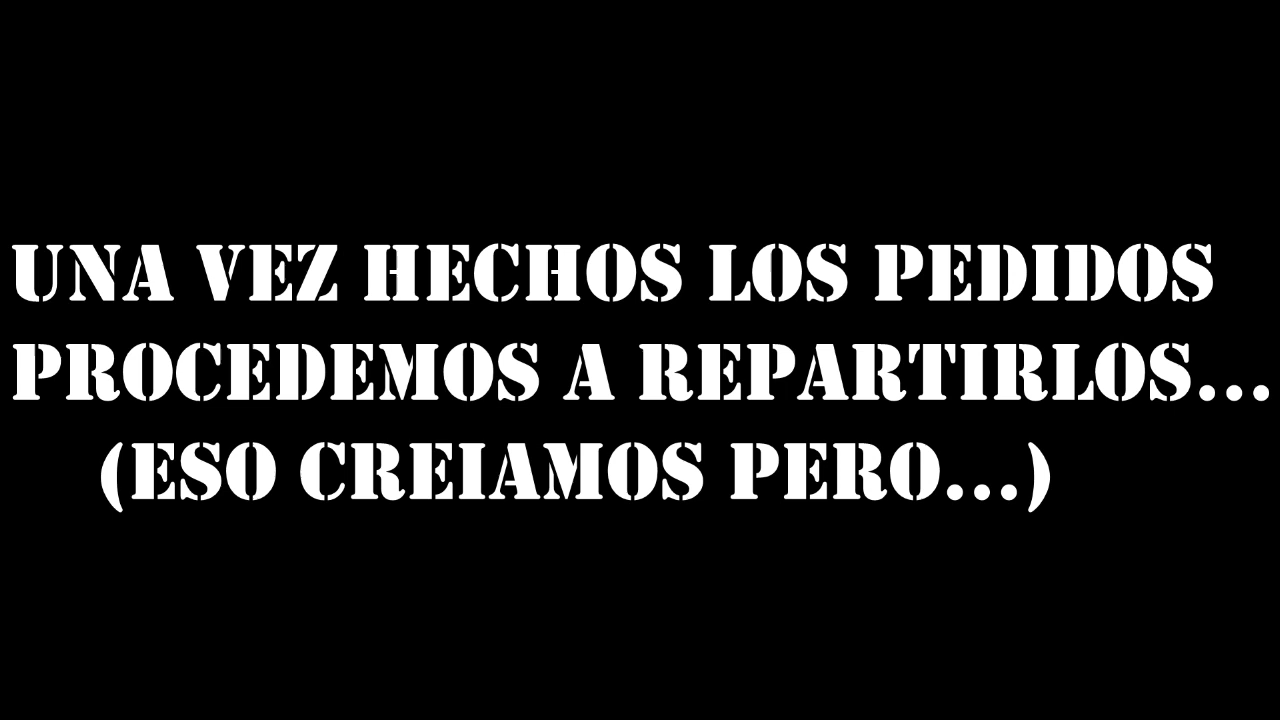 UNA VEZ HECHOS LOS PEDIDOS
PROCEDEMOS A REPARTIRLOS...
(ESO CREIAMOS PERO...)